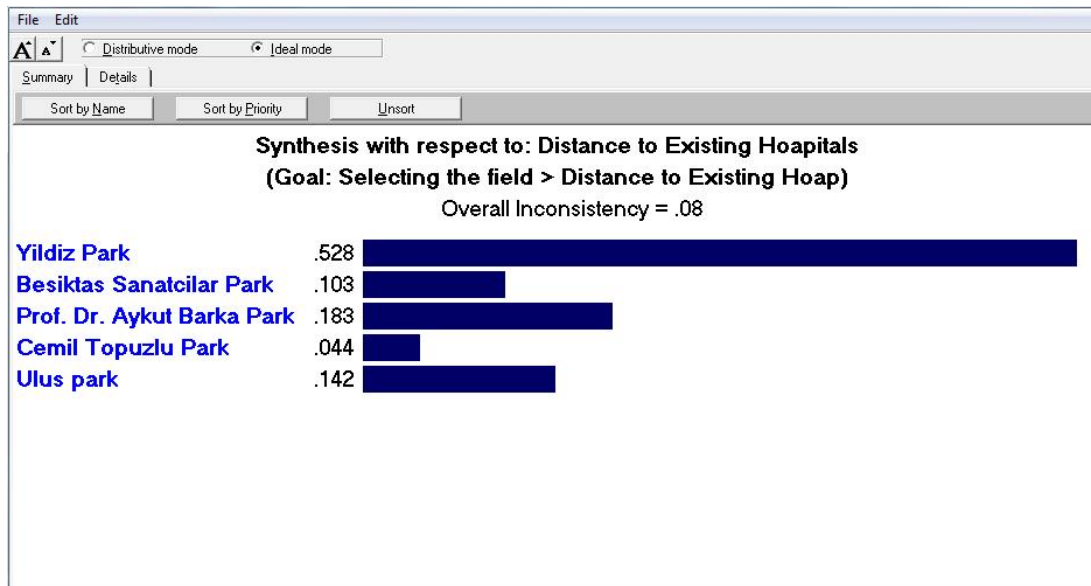 File Edit
A A Distributive mode Ideal mode
Summary Details
Sort by Name Sort by Priority Unsort
Synthesis with respect to: Distance to Existing Hoapitals
(Goal: Selecting the field > Distance to Existing Hoap)
Overall Inconsistency = .08
Yildiz Park .528
Besiktas Sanatcilar Park .103
Prof. Dr. Aykut Barka Park .183
Cemil Topuzlu Park .044
Ulus park .142